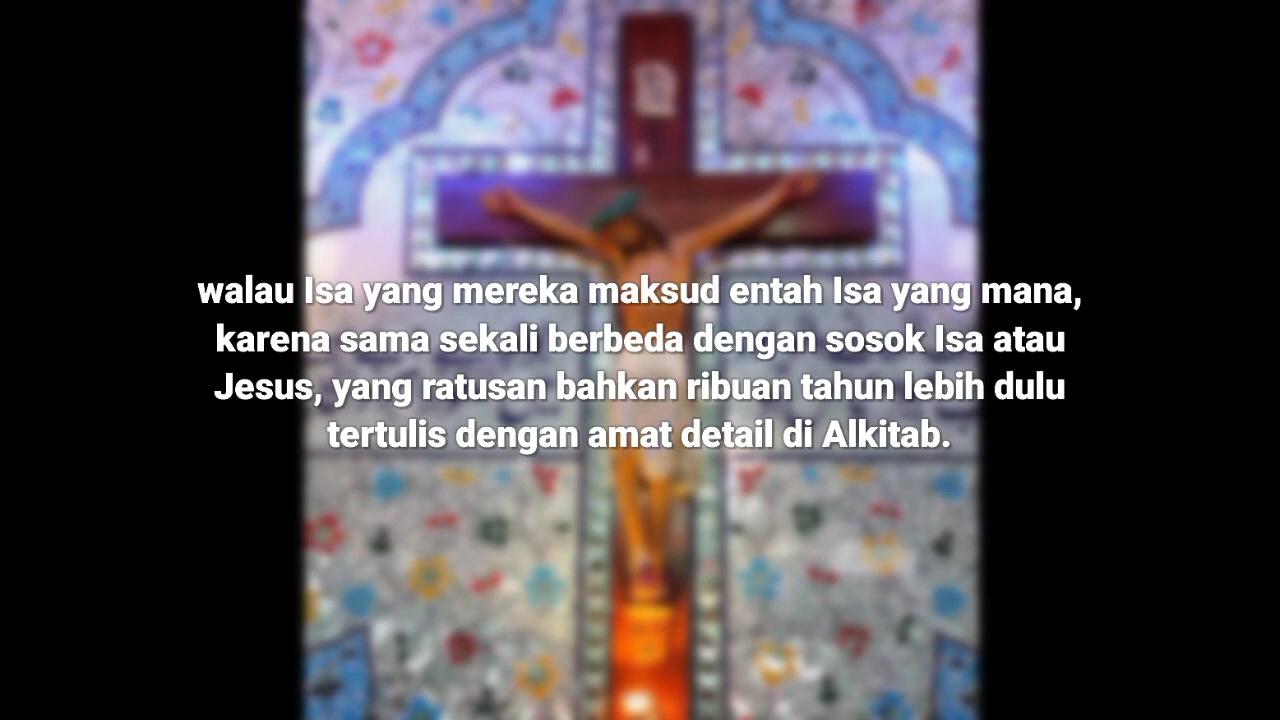 walau Isa yang mereka maksud entah Isa yang mana,
karena sama sekali berbeda dengan sosok Isa atau
Jesus, yang ratusan bahkan ribuan tahun lebih dulu
tertulis dengan amat detail di Alkitab.